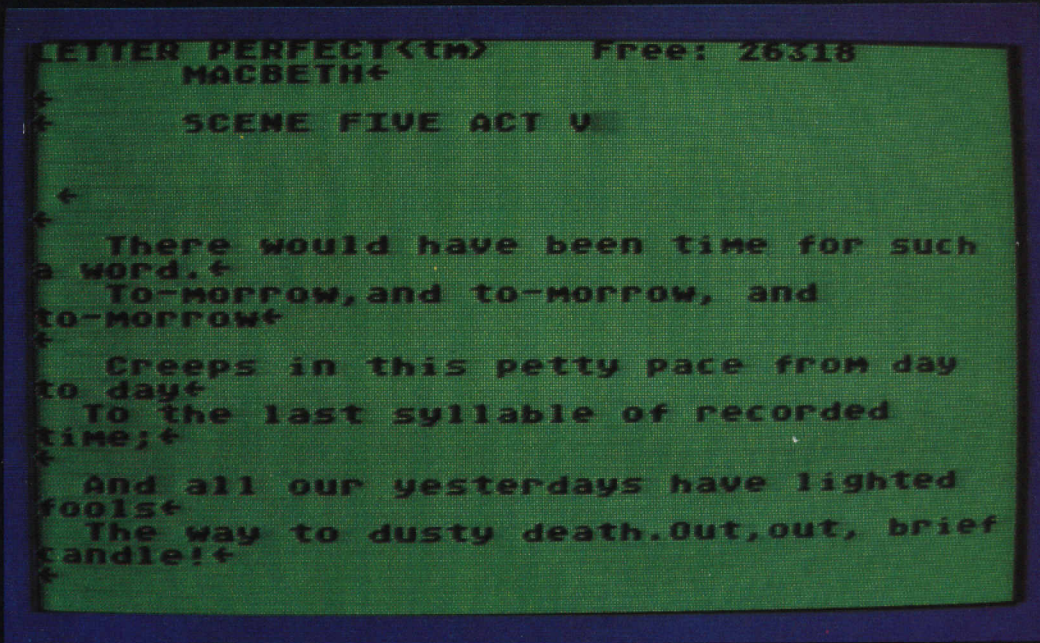 LETTER PERFECT(tm) Free: 26318
MACBETH←
←
← SCENE FIVE ACT V
←
←
There would have been time for such
a word.←
To-morrow,and to-morrow, and
to-morrow←
←
Creeps in this petty pace from day
to day←
To the last syllable of recorded
time;←
←
And all our yesterdays have lighted
fools←
The way to dusty death.Out,out, brief
candle!←
←